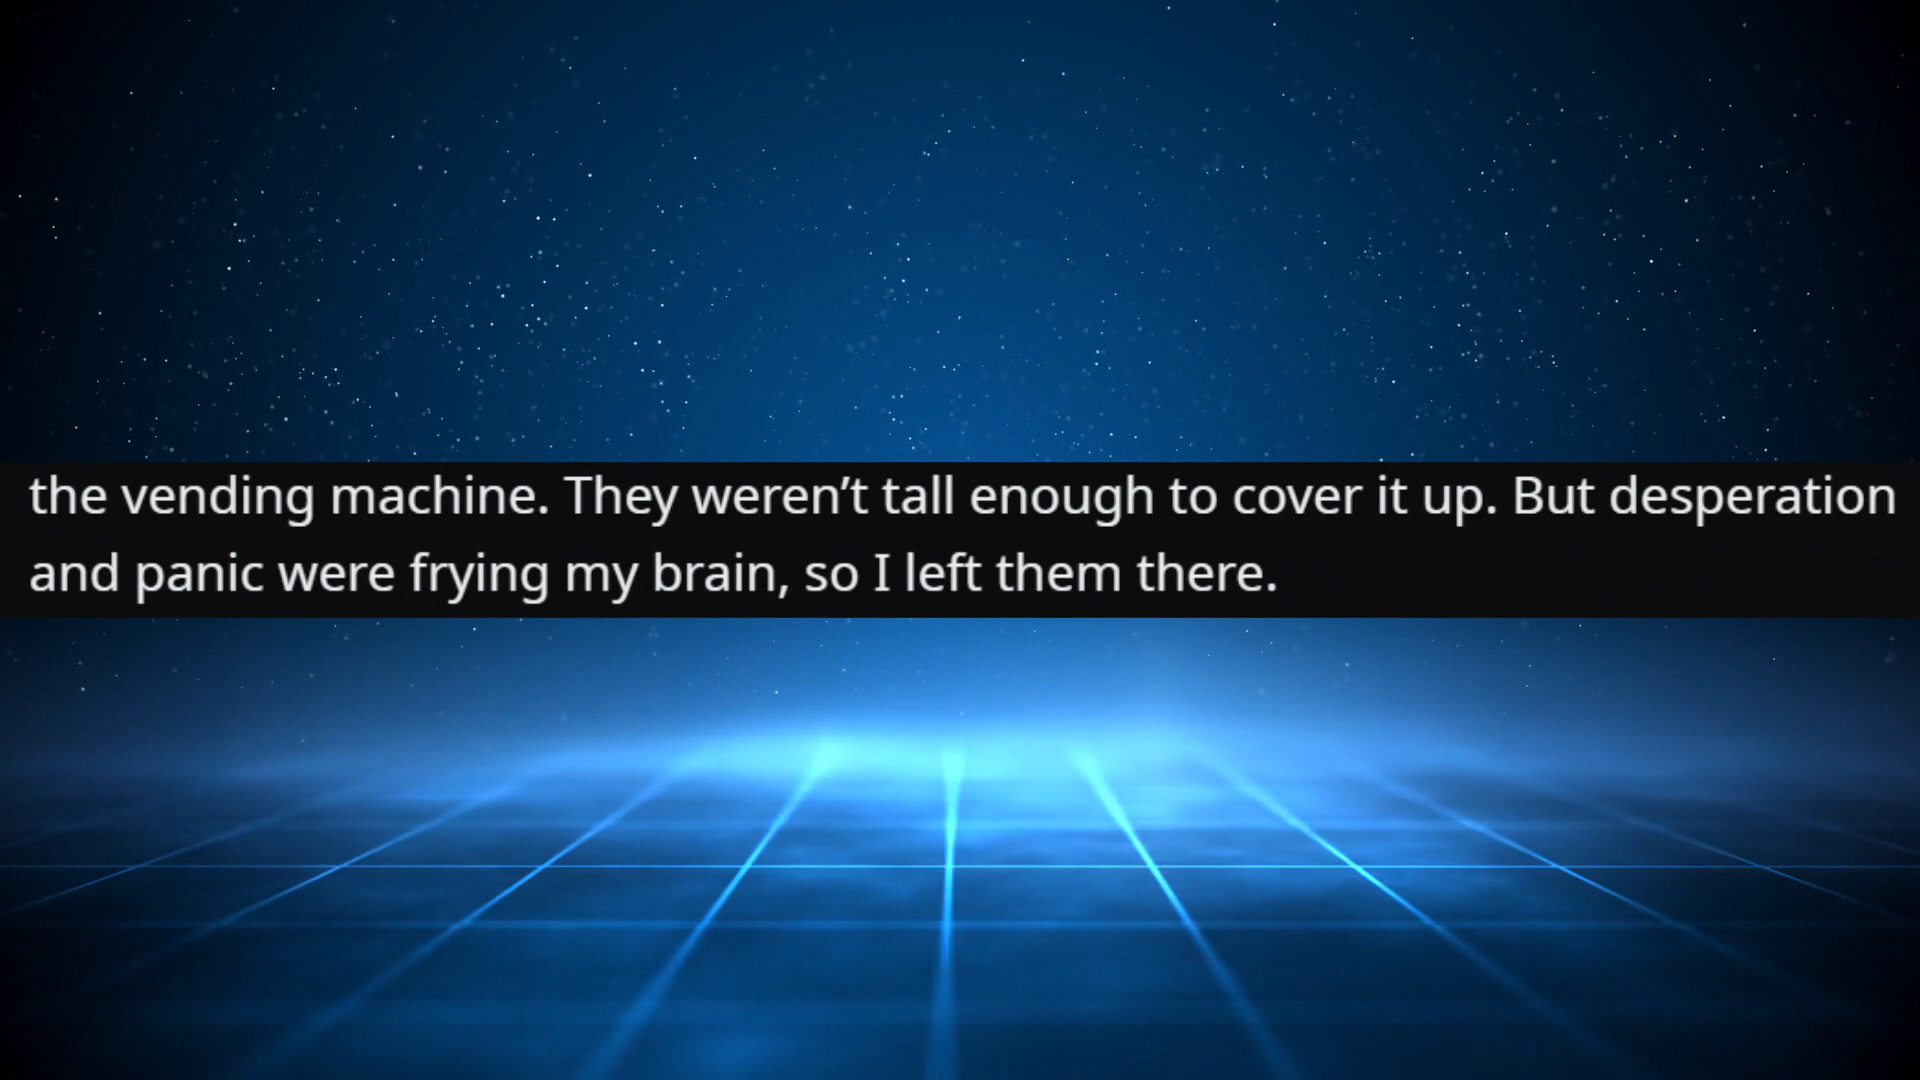 the vending machine. They weren’t tall enough to cover it up. But desperation
and panic were frying my brain, so I left them there.